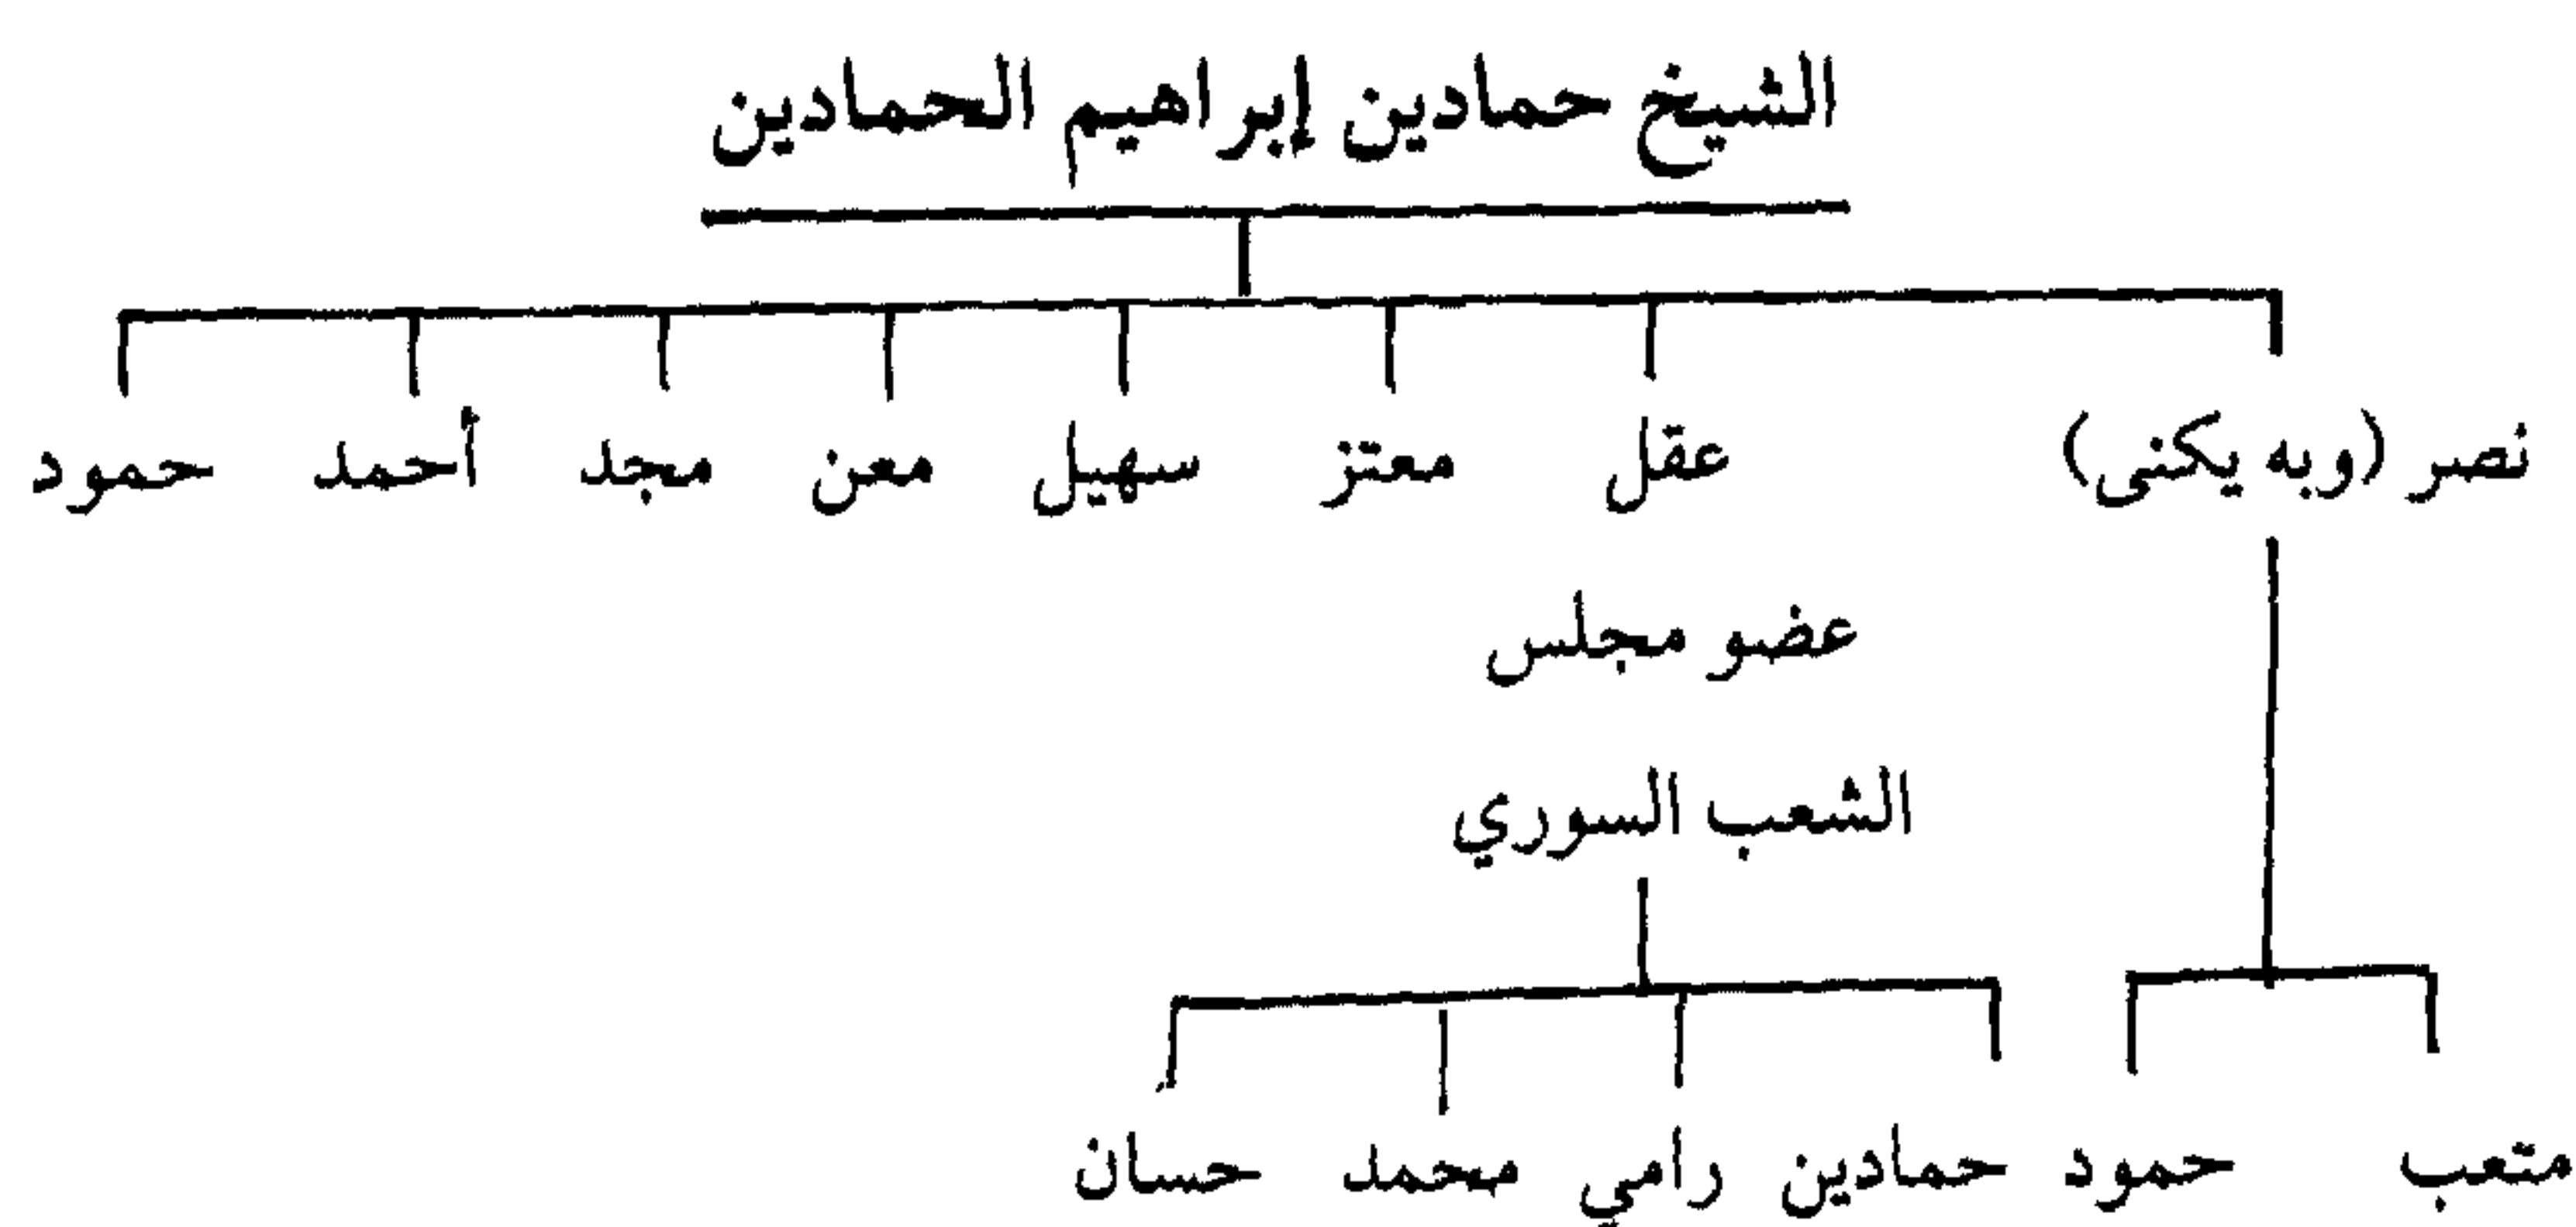 الشيخ حمادين إبراهيم الحمادين
نصر (وبه يكنى) عقل معتز سهيل معن مجد أحمد حمود
عضو مجلس
الشعب السوري
متعب حمود حمادين رامي محمد حسان